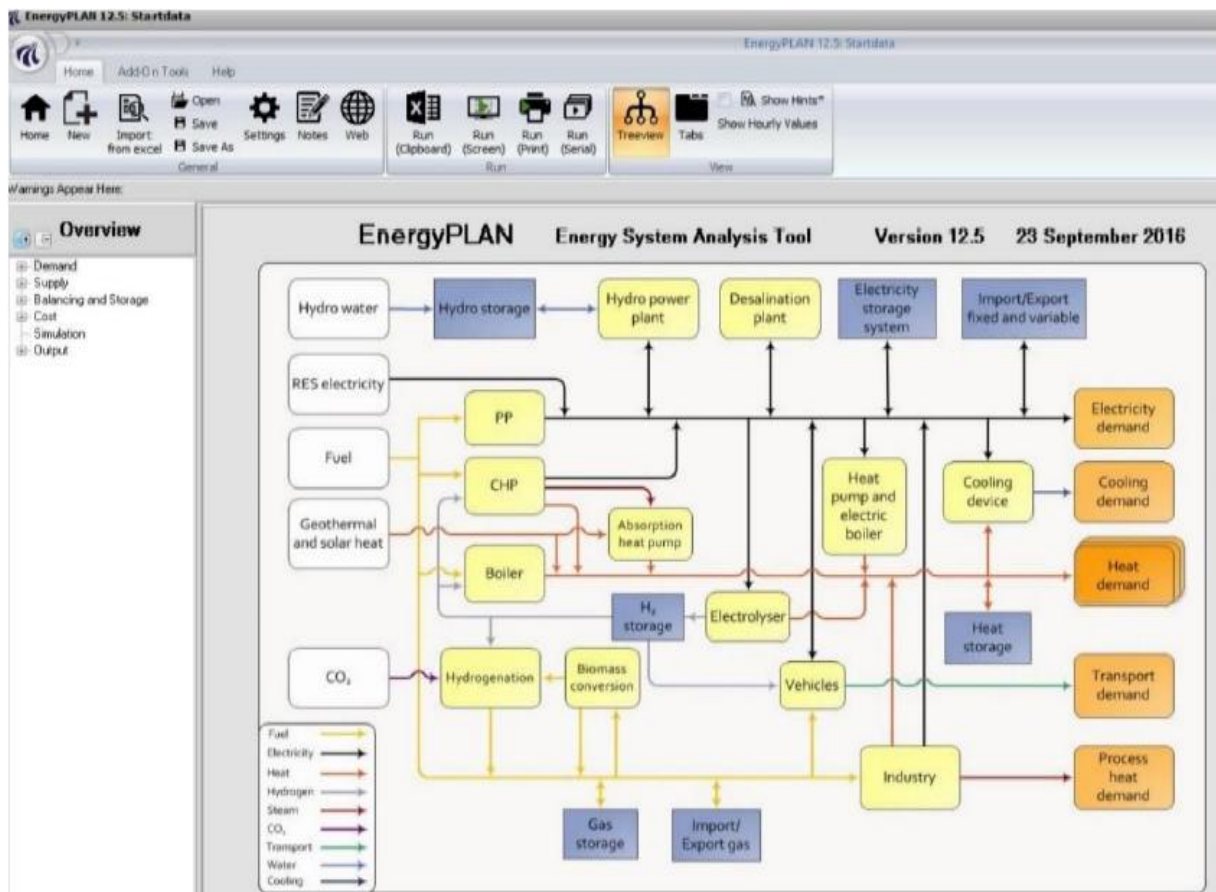 EnergyPLAN 12.5: Startdata
EnergyPLAN 12.5: Startdata
Home Add-On Tools Help
Home
New
Import
from excel
Open
Save
Save As
Settings
Notes
Web
General
Run
(Clipboard)
Run
(Screen)
Run
(Print)
Run
(Serial)
Run
Treeview
Tabs
Show Hints*
Show Hourly Values
View
Warnings Appear Here:
Overview
Demand
Supply
Balancing and Storage
Cost
Simulation
Output
EnergyPLAN Energy System Analysis Tool Version 12.5 23 September 2016
Hydro water
Hydro storage
Hydro power
plant
Desalination
plant
Electricity
storage
system
Import/Export
fixed and variable
RES electricity
PP
Electricity
demand
Fuel
CHP
Heat
pump and
electric
boiler
Cooling
device
Cooling
demand
Geothermal
and solar heat
Absorption
heat pump
Boiler
Heat
demand
H₂
storage
Electrolyser
Heat
storage
CO₂
Hydrogenation
Biomass
conversion
Vehicles
Transport
demand
Industry
Process
heat
demand
Gas
storage
Import/
Export gas
Fuel
Electricity
Heat
Hydrogen
Steam
CO₂
Transport
Water
Cooling